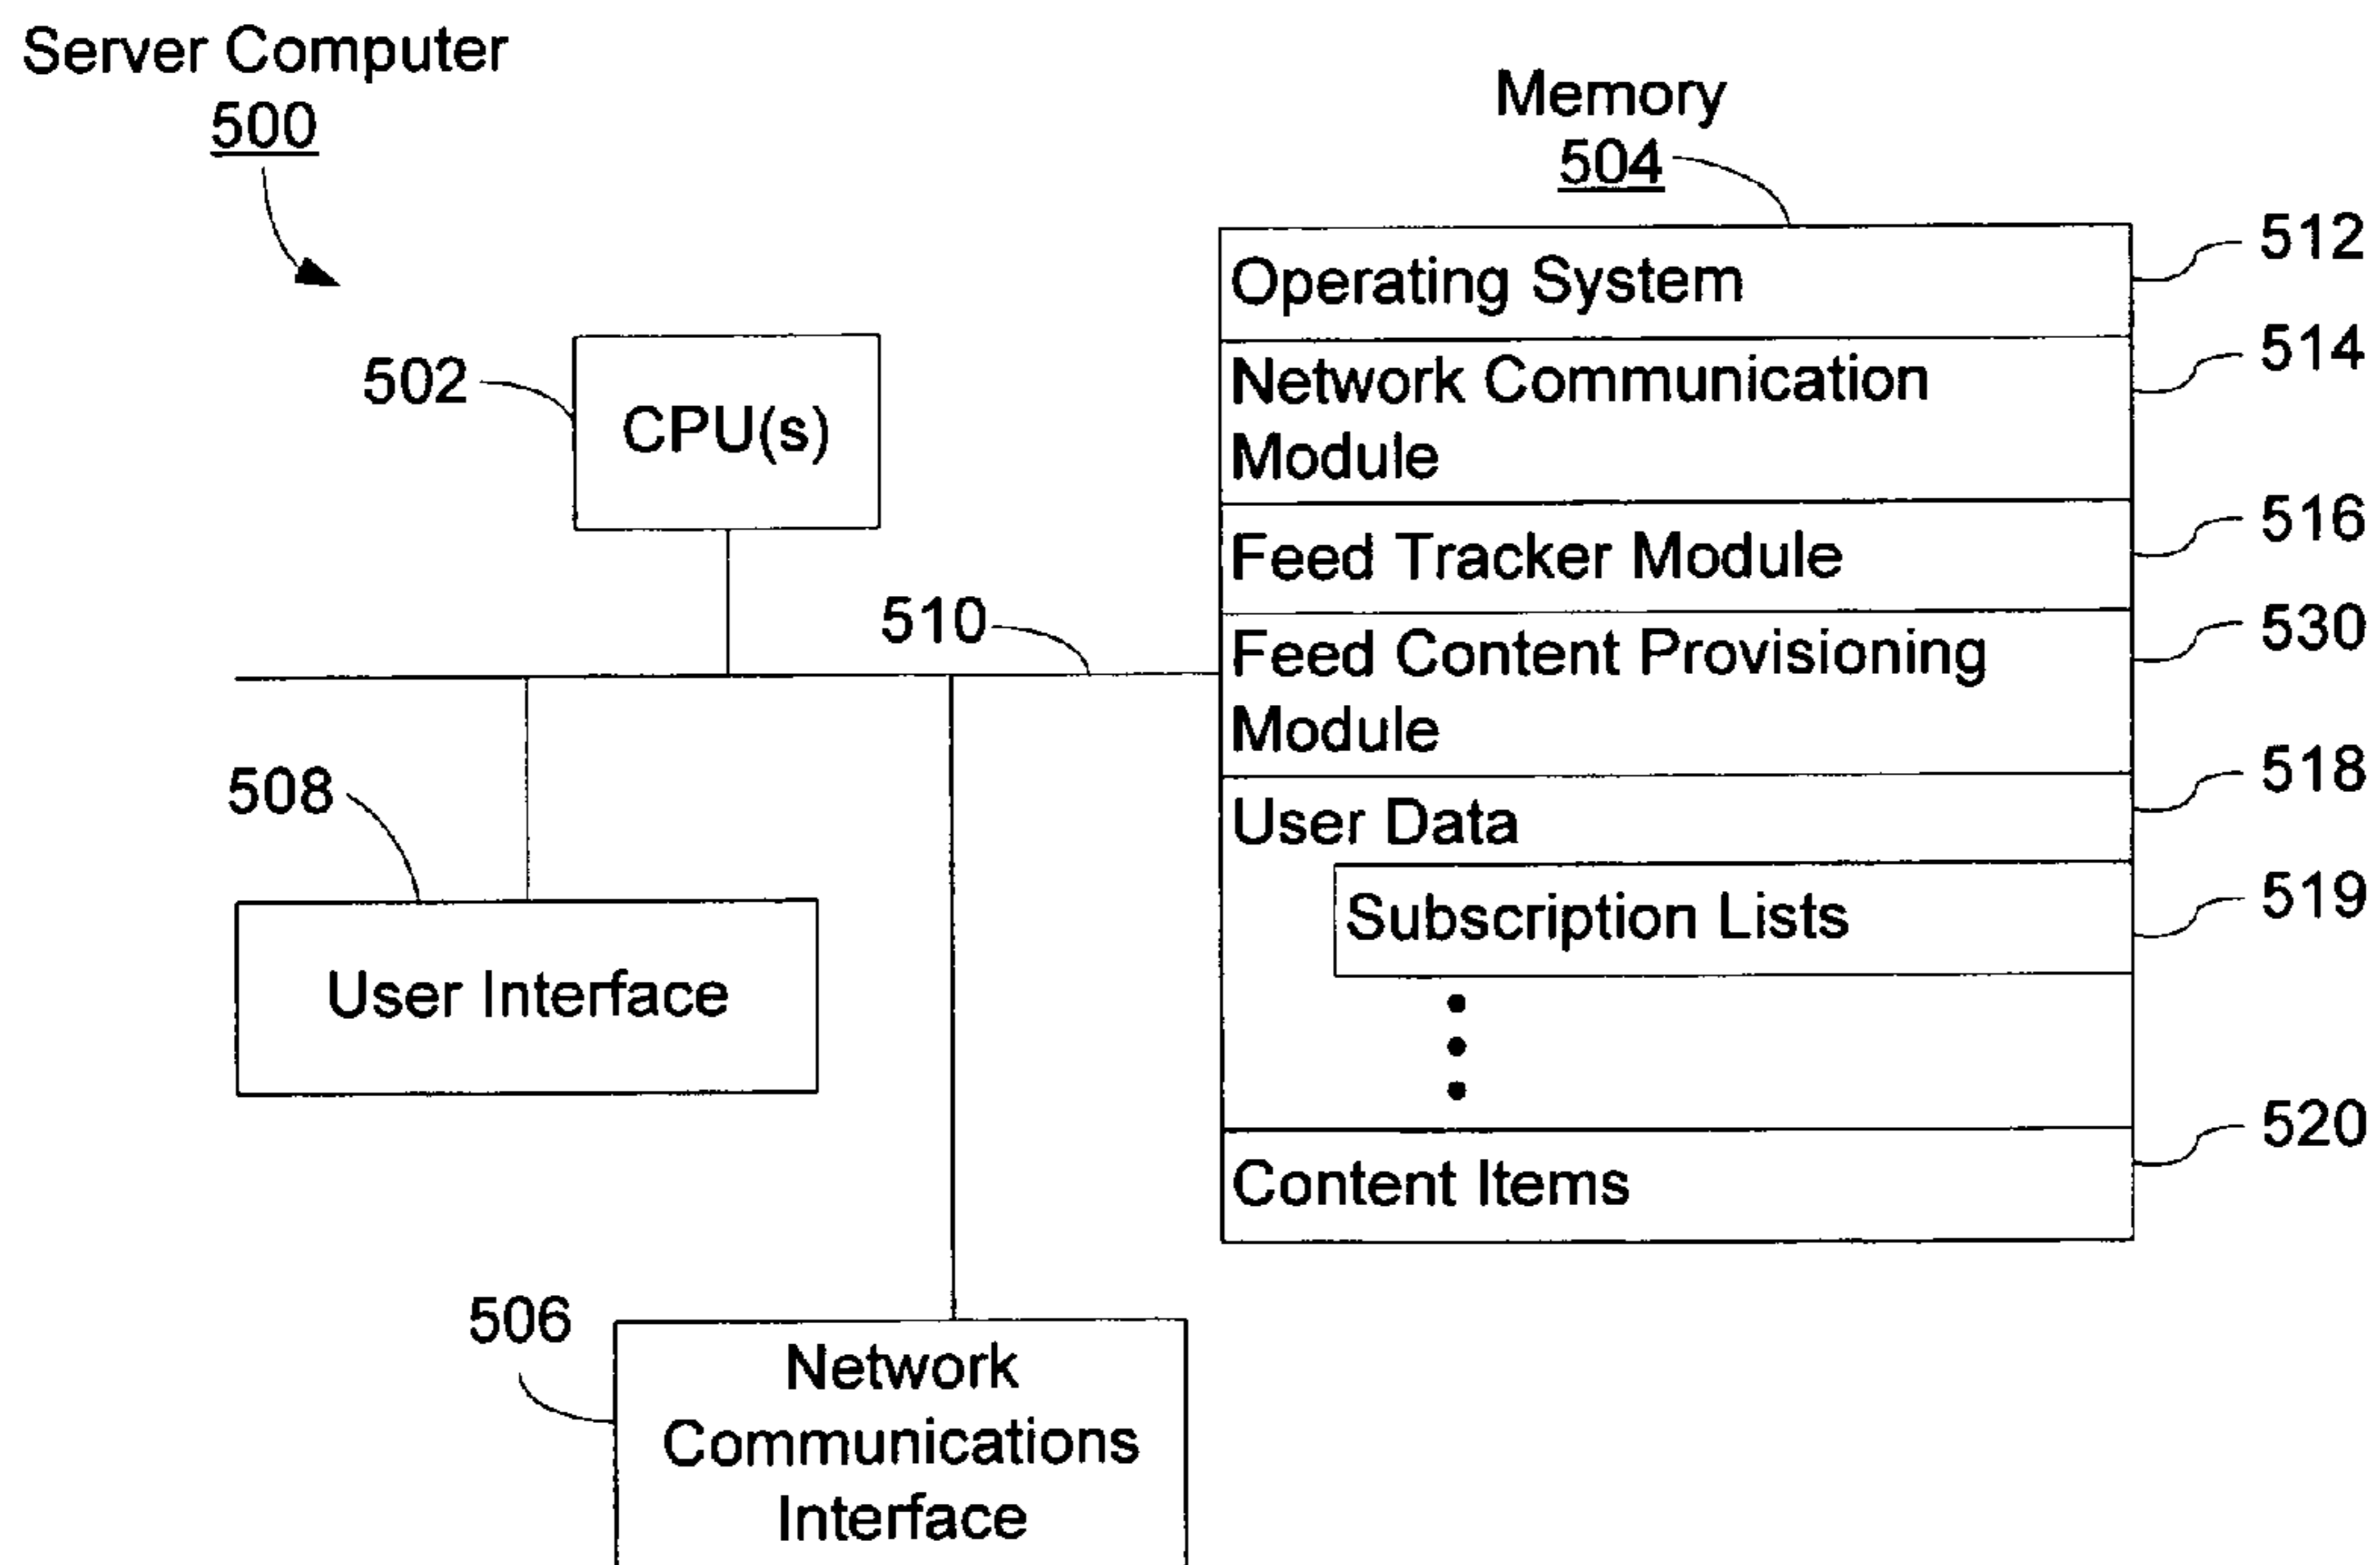 Server Computer
500
Memory
504
512
Operating System
514
Network Communication
Module
502
CPU(s)
516
Feed Tracker Module
510
530
Feed Content Provisioning
Module
518
508
User Data
519
Subscription Lists
User Interface
520
Content Items
506
Network
Communications
Interface